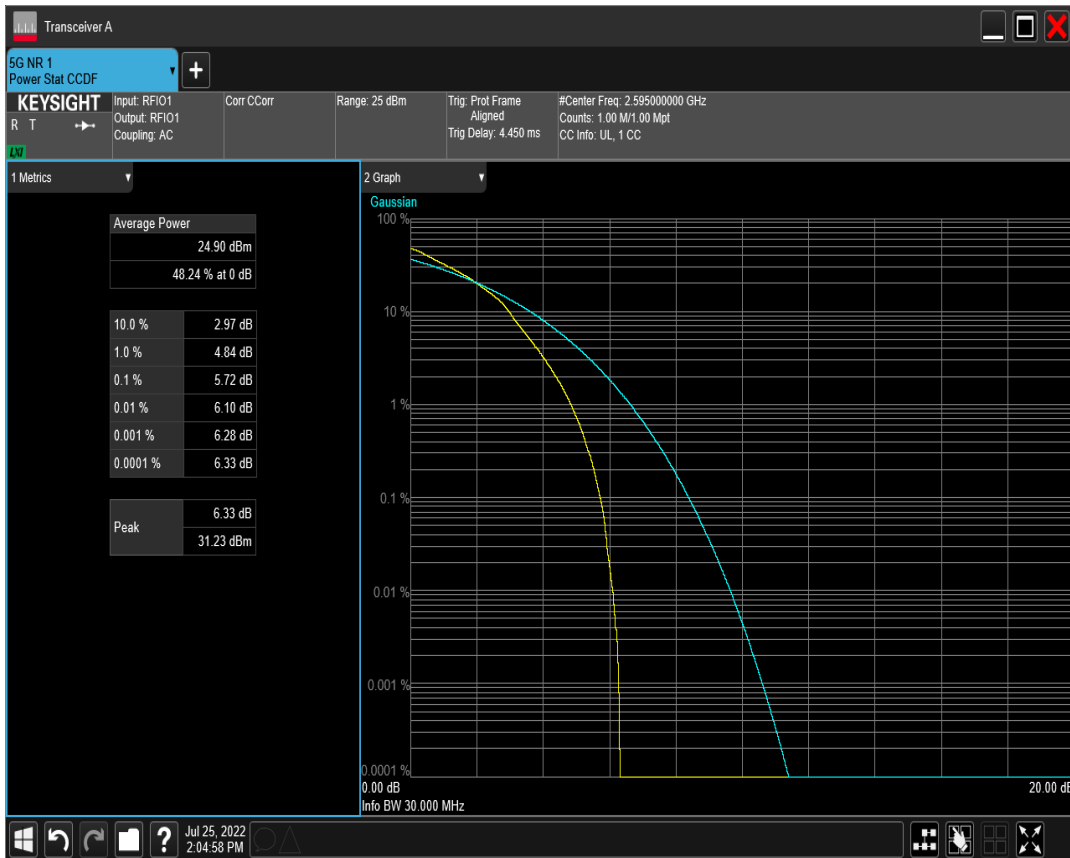 Transceiver A
5G NR 1
Power Stat CCDF
+
KEYSIGHT
R T
LXI
Input: RFIO1
Output: RFIO1
Coupling: AC
Corr CCorr
Range: 25 dBm
Trig: Prot Frame
Aligned
Trig Delay: 4.450 ms
#Center Freq: 2.595000000 GHz
Counts: 1.00 M/1.00 Mpt
CC Info: UL, 1 CC
1 Metrics
Average Power
24.90 dBm
48.24 % at 0 dB
10.0 % 2.97 dB
1.0 % 4.84 dB
0.1 % 5.72 dB
0.01 % 6.10 dB
0.001 % 6.28 dB
0.0001 % 6.33 dB
Peak
6.33 dB
31.23 dBm
2 Graph
Gaussian
100 %
10 %
1 %
0.1 %
0.01 %
0.001 %
0.0001 %
0.00 dB 20.00 dB
Info BW 30.000 MHz
?
Jul 25, 2022
2:04:58 PM